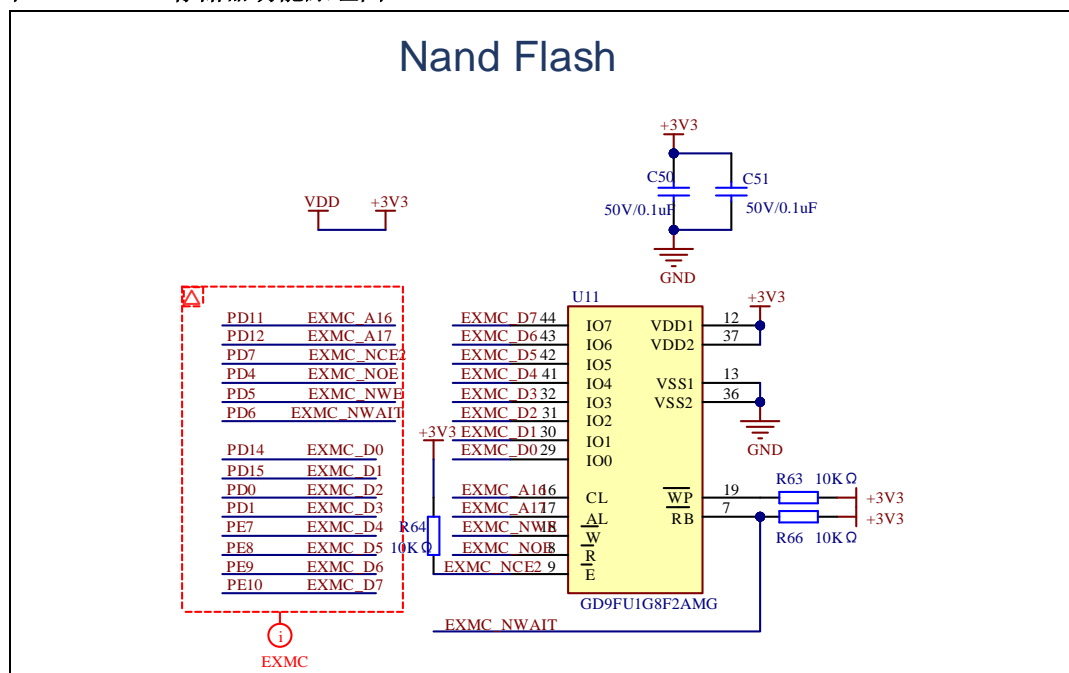 Nand Flash
+3V3
C50
C51
50V/0.1uF
50V/0.1uF
GND
VDD
+3V3
PD11 EXMC_A16
PD12 EXMC_A17
PD7 EXMC_NCE2
PD4 EXMC_NOE
PD5 EXMC_NWE
PD6 EXMC_NWAIT
PD14 EXMC_D0
PD15 EXMC_D1
PD0 EXMC_D2
PD1 EXMC_D3
PE7 EXMC_D4
PE8 EXMC_D5
PE9 EXMC_D6
PE10 EXMC_D7
i
EXMC
U11
EXMC_D7 44 IO7
EXMC_D6 43 IO6
EXMC_D5 42 IO5
EXMC_D4 41 IO4
EXMC_D3 32 IO3
EXMC_D2 31 IO2
EXMC_D1 30 IO1
EXMC_D0 29 IO0
EXMC_A16 16 CL
EXMC_A17 17 AL
EXMC_NWE 18 W
EXMC_NOE 8 R
EXMC_NCE2 9 E
+3V3
R64
10KΩ
VDD1 12
VDD2 37
+3V3
VSS1 13
VSS2 36
GND
WP 19
RB 7
R63 10KΩ
+3V3
+3V3
R66 10KΩ
GD9FU1G8F2AMG
EXMC_NWAIT